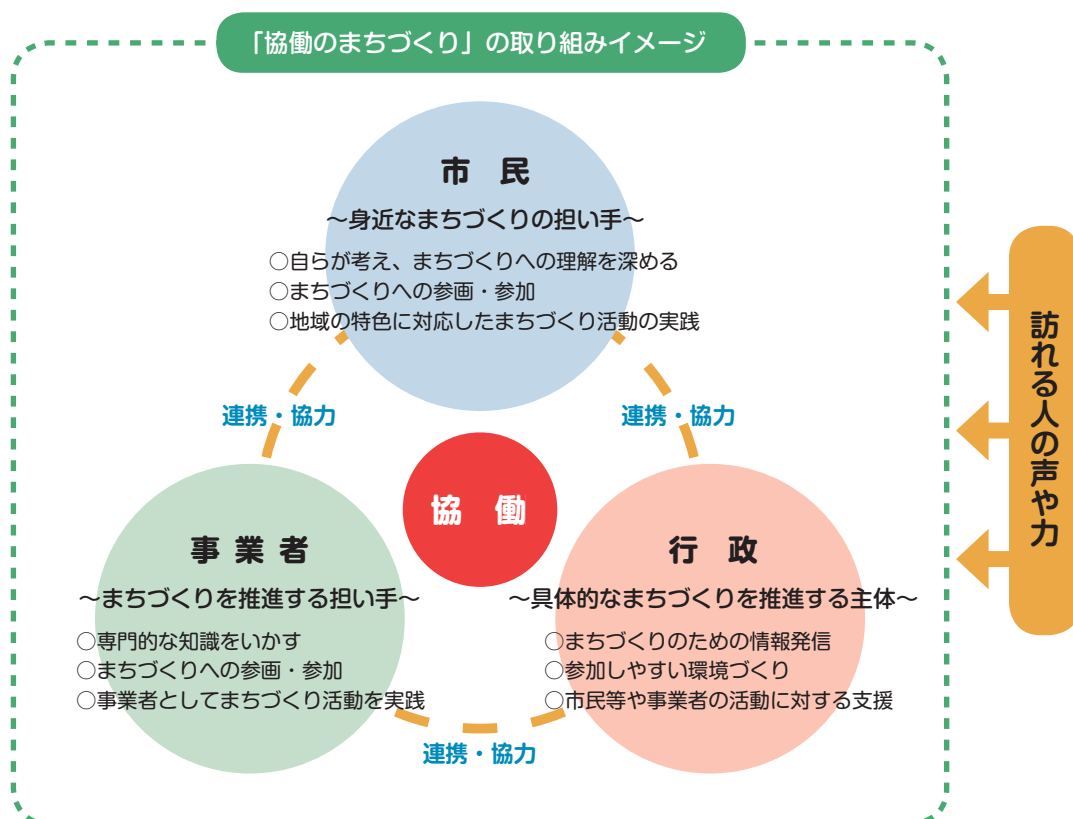 「協働のまちづくり」の取り組みイメージ
市　民
～身近なまちづくりの担い手～
○自らが考え、まちづくりへの理解を深める
○まちづくりへの参画・参加
○地域の特色に対応したまちづくり活動の実践
連携・協力
連携・協力
協　働
事 業 者
～まちづくりを推進する担い手～
○専門的な知識をいかす
○まちづくりへの参画・参加
○事業者としてまちづくり活動を実践
行　政
～具体的なまちづくりを推進する主体～
○まちづくりのための情報発信
○参加しやすい環境づくり
○市民等や事業者の活動に対する支援
連携・協力
訪れる人の声や力